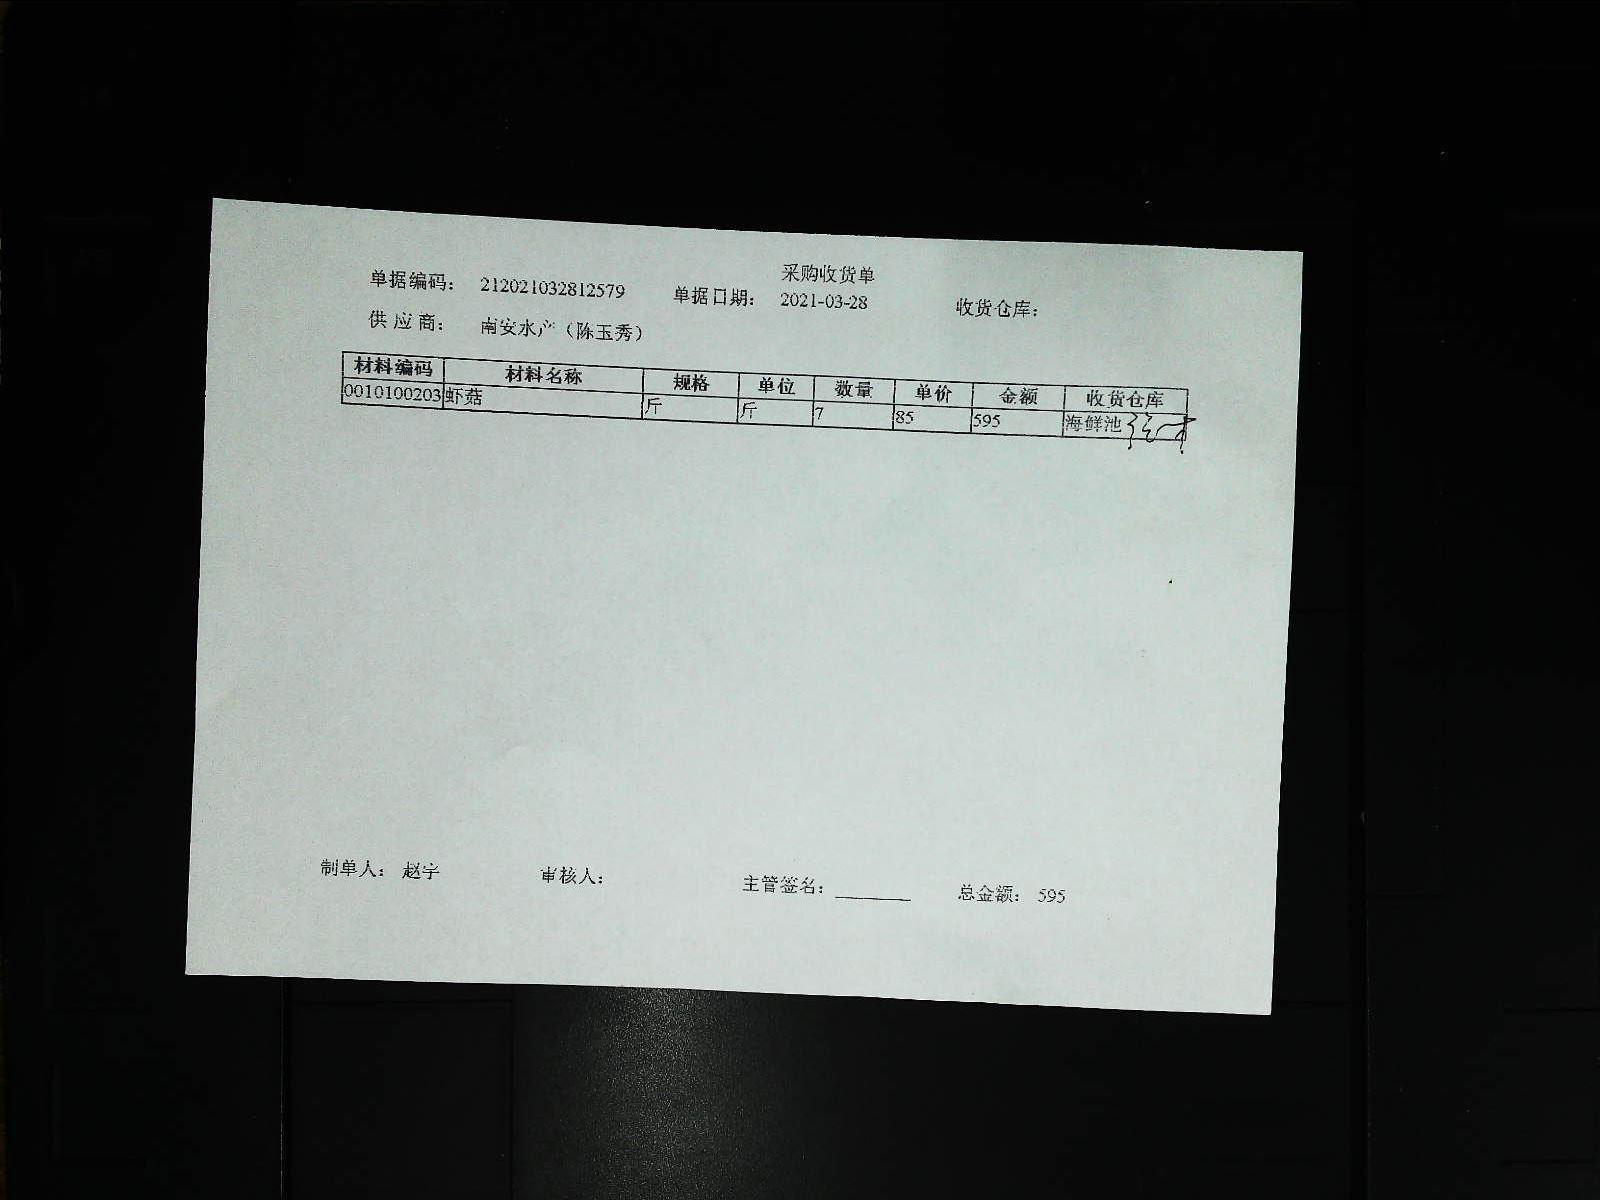 采购收货单
单据编码： 212021032812579 单据日期： 2021-03-28 收货仓库：
供 应 商： 南安水产（陈玉秀）
材料编码 材料名称 规格 单位 数量 单价 金额 收货仓库
0010100203 虾菇 斤 斤 7 85 595 海鲜池
制单人： 赵宇 审核人： 主管签名：______ 总金额： 595